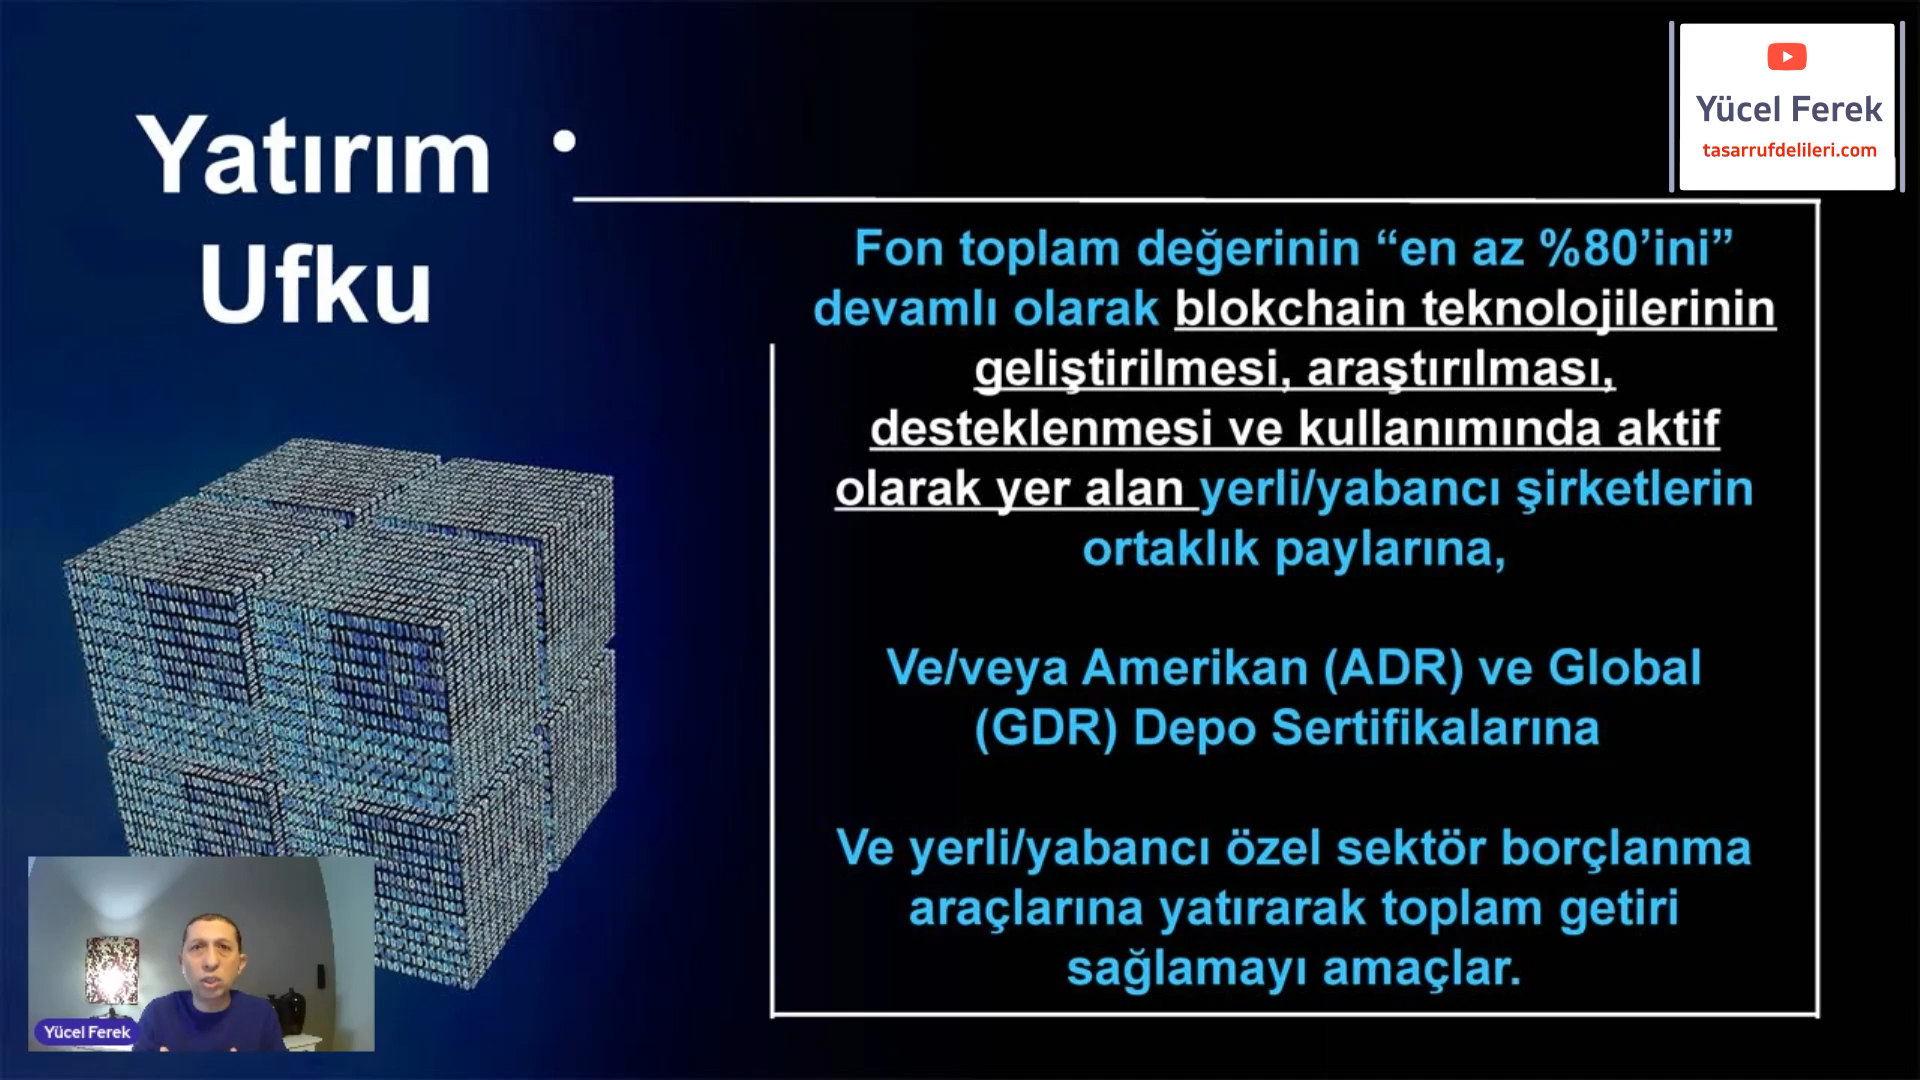 Yatırım
Ufku
Yücel Ferek
tasarrufdelileri.com
Fon toplam değerinin “en az %80’ini”
devamlı olarak blokchain teknolojilerinin
geliştirilmesi, araştırılması,
desteklenmesi ve kullanımında aktif
olarak yer alan yerli/yabancı şirketlerin
ortaklık paylarına,
Ve/veya Amerikan (ADR) ve Global
(GDR) Depo Sertifikalarına
Ve yerli/yabancı özel sektör borçlanma
araçlarına yatırarak toplam getiri
sağlamayı amaçlar.
Yücel Ferek